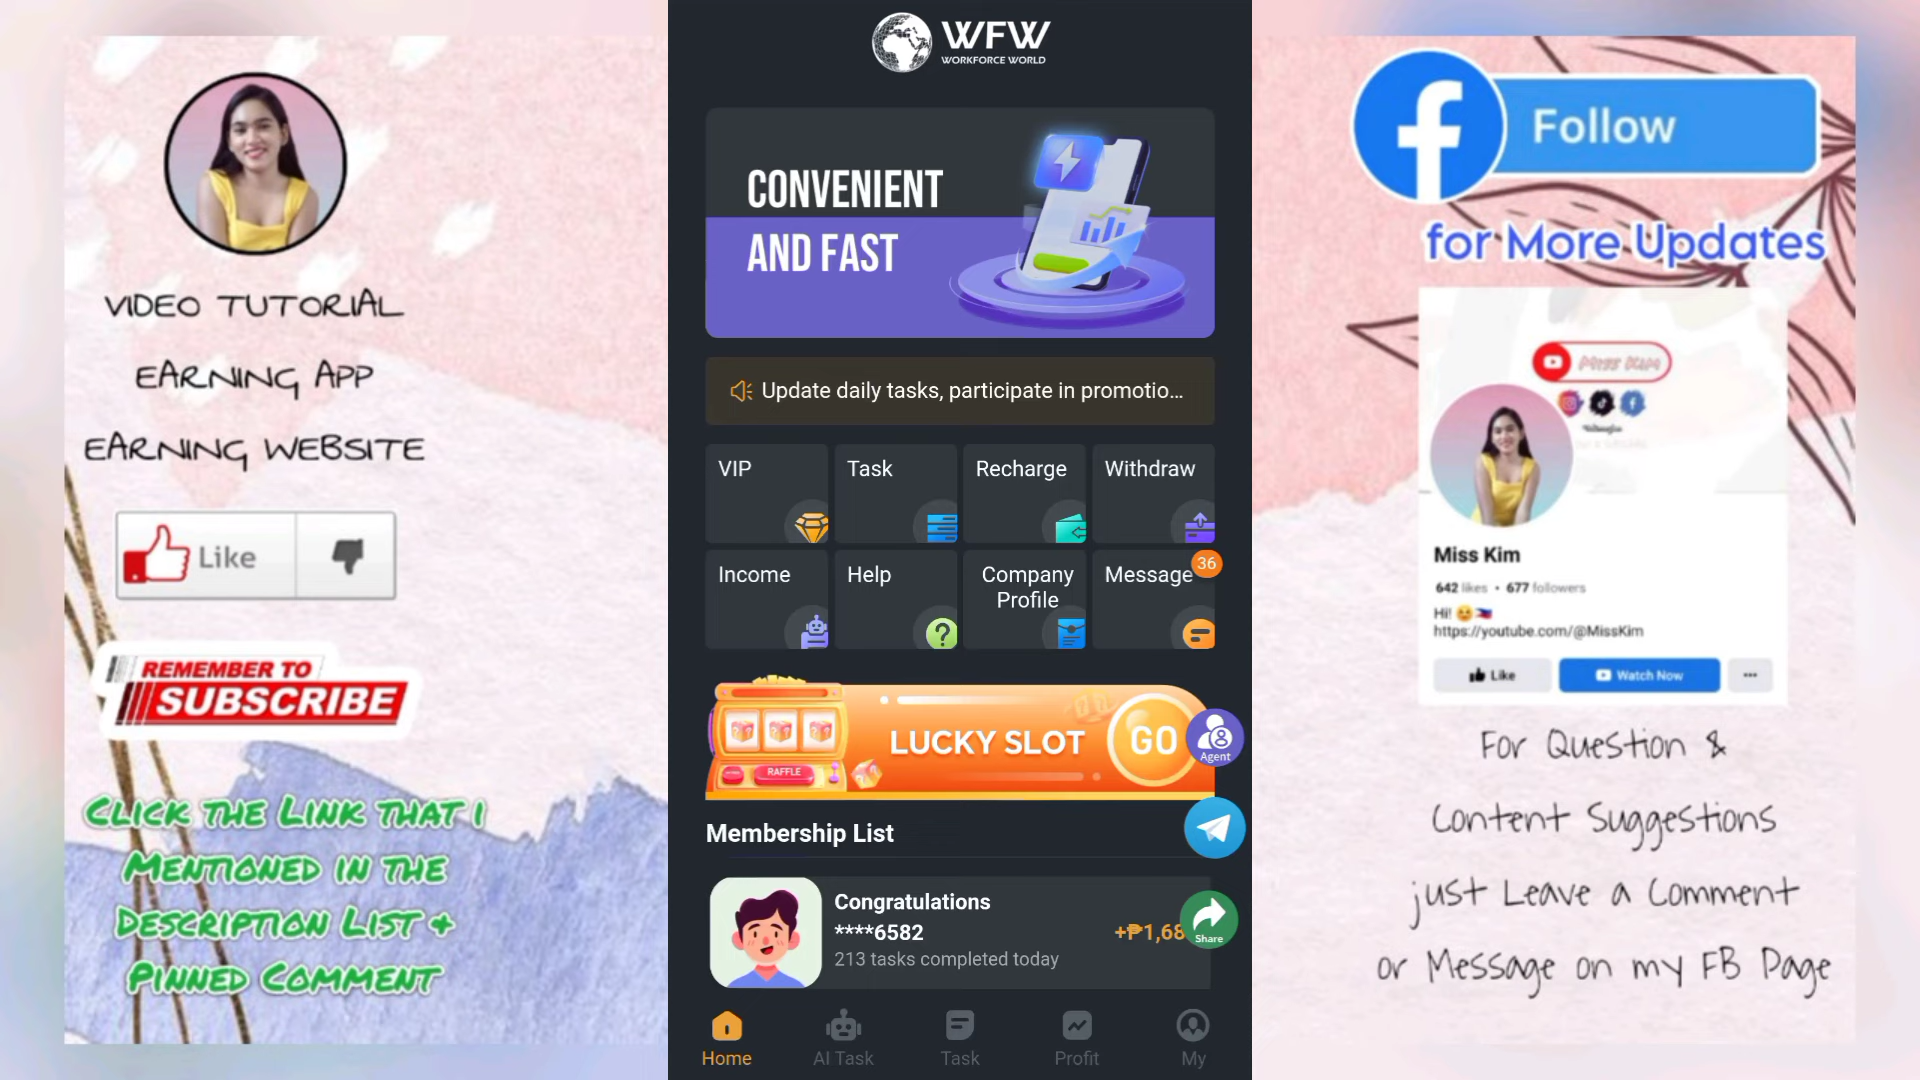 VIDEO TUTORIAL
EARNING APP
EARNING WEBSITE
Like
REMEMBER TO
SUBSCRIBE
CLICK THE LINK THAT I
MENTIONED IN THE
DESCRIPTION LIST &
PINNED COMMENT
WFW
WORKFORCE WORLD
CONVENIENT
AND FAST
Update daily tasks, participate in promotio...
VIP
Task
Recharge
Withdraw
Income
Help
Company
Profile
Message
36
RAFFLE
LUCKY SLOT
GO
Agent
Membership List
Congratulations
****6582
+₱1,68
213 tasks completed today
Share
Home
AI Task
Task
Profit
My
Follow
for More Updates
MISS KIM
Miss Kim
642 likes • 677 followers
Hi!
https://youtube.com/@MissKim
Like
Watch Now
For Question &
Content Suggestions
just Leave a Comment
or Message on my FB Page